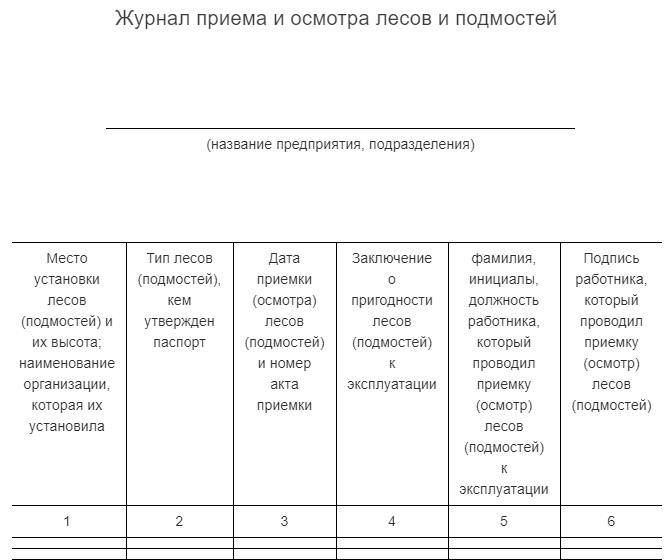 Журнал приема и осмотра лесов и подмостей
(название предприятия, подразделения)
Место
установки
лесов
(подмостей) и
их высота;
наименование
организации,
которая их
установила
Тип лесов
(подмостей),
кем
утвержден
паспорт
Дата
приемки
(осмотра)
лесов
(подмостей)
и номер
акта
приемки
Заключение
о
пригодности
лесов
(подмостей)
к
эксплуатации
фамилия,
инициалы,
должность
работника,
который
проводил
приемку
(осмотр)
лесов
(подмостей)
к
эксплуатации
Подпись
работника,
который
проводил
приемку
(осмотр)
лесов
(подмостей)
1 2 3 4 5 6